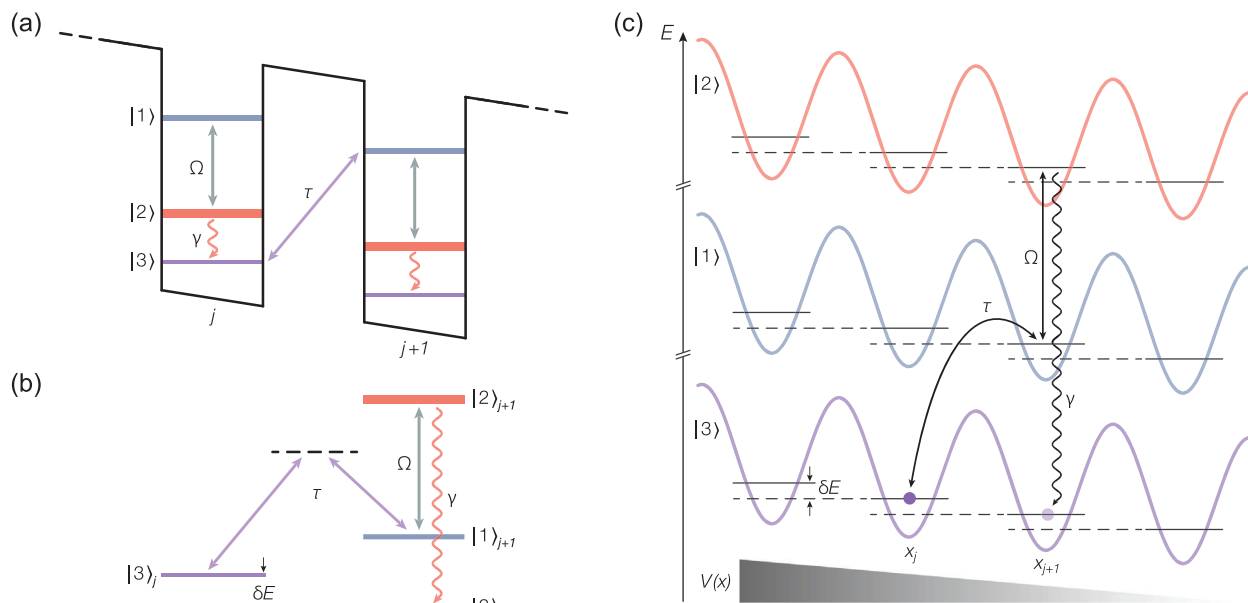 (a)
|1⟩
Ω
τ
|2⟩
γ
|3⟩
j
j+1
(b)
|2⟩j+1
Ω
γ
τ
|1⟩j+1
|3⟩j
δE
(c)
E
|2⟩
|1⟩
Ω
τ
γ
|3⟩
δE
xj
xj+1
V(x)